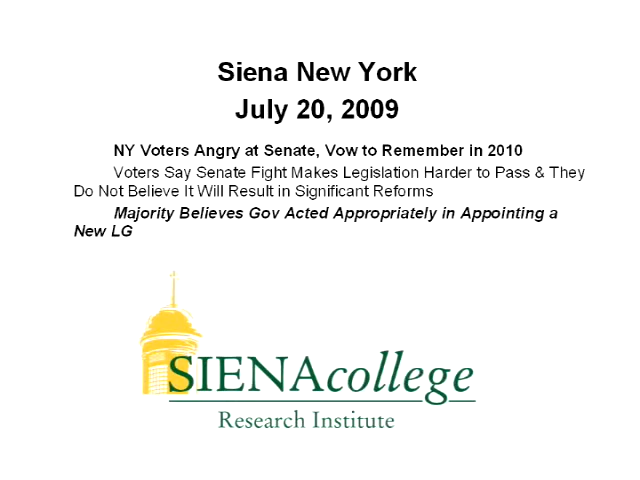 Siena New York
July 20, 2009
NY Voters Angry at Senate, Vow to Remember in 2010
Voters Say Senate Fight Makes Legislation Harder to Pass & They
Do Not Believe It Will Result in Significant Reforms
Majority Believes Gov Acted Appropriately in Appointing a
New LG
SIENAcollege
Research Institute